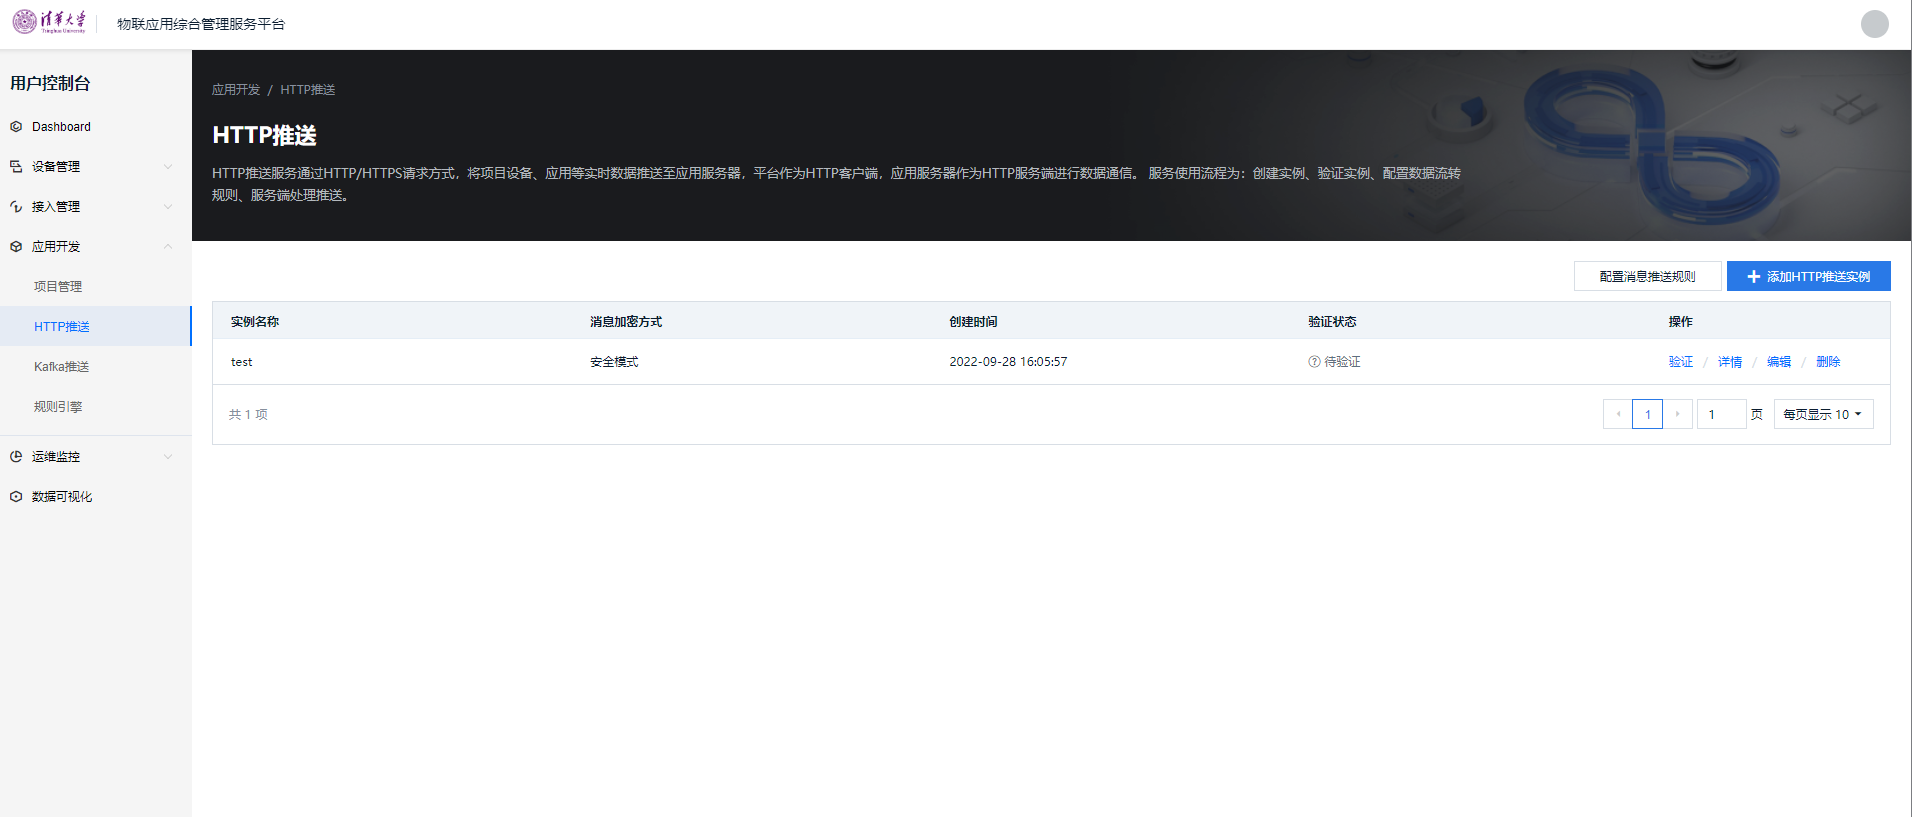 清华大学
Tsinghua University
物联应用综合管理服务平台
用户控制台
Dashboard
设备管理
接入管理
应用开发
项目管理
HTTP推送
Kafka推送
规则引擎
运维监控
数据可视化
应用开发 / HTTP推送
HTTP推送
HTTP推送服务通过HTTP/HTTPS请求方式，将项目设备、应用等实时数据推送至应用服务器，平台作为HTTP客户端，应用服务器作为HTTP服务端进行数据通信。 服务使用流程为：创建实例、验证实例、配置数据流转
规则、服务端处理推送。
配置消息推送规则
添加HTTP推送实例
实例名称 消息加密方式 创建时间 验证状态 操作
test 安全模式 2022-09-28 16:05:57 待验证 验证 / 详情 / 编辑 / 删除
共 1 项 1 1 页 每页显示 10